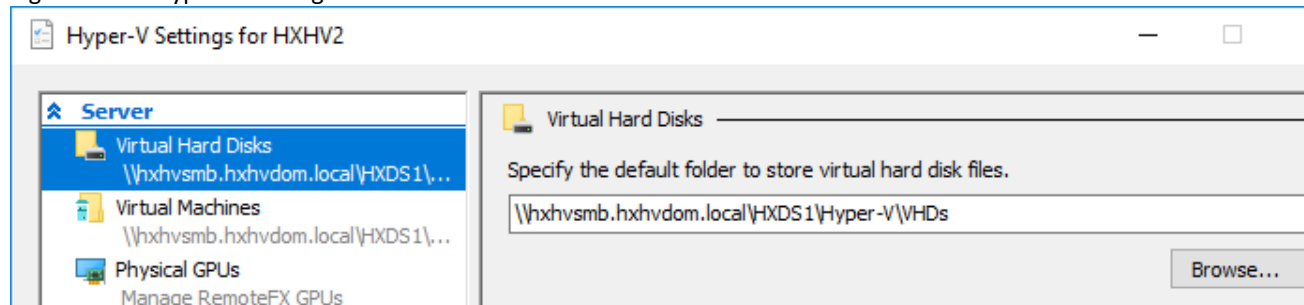 Hyper-V Settings for HXHV2
Server
Virtual Hard Disks
\\hxhvsmb.hxhvdom.local\HXDS1\...
Virtual Machines
\\hxhvsmb.hxhvdom.local\HXDS1\...
Physical GPUs
Manage RemoteFX GPUs
Virtual Hard Disks
Specify the default folder to store virtual hard disk files.
\\hxhvsmb.hxhvdom.local\HXDS1\Hyper-V\VHDs
Browse...